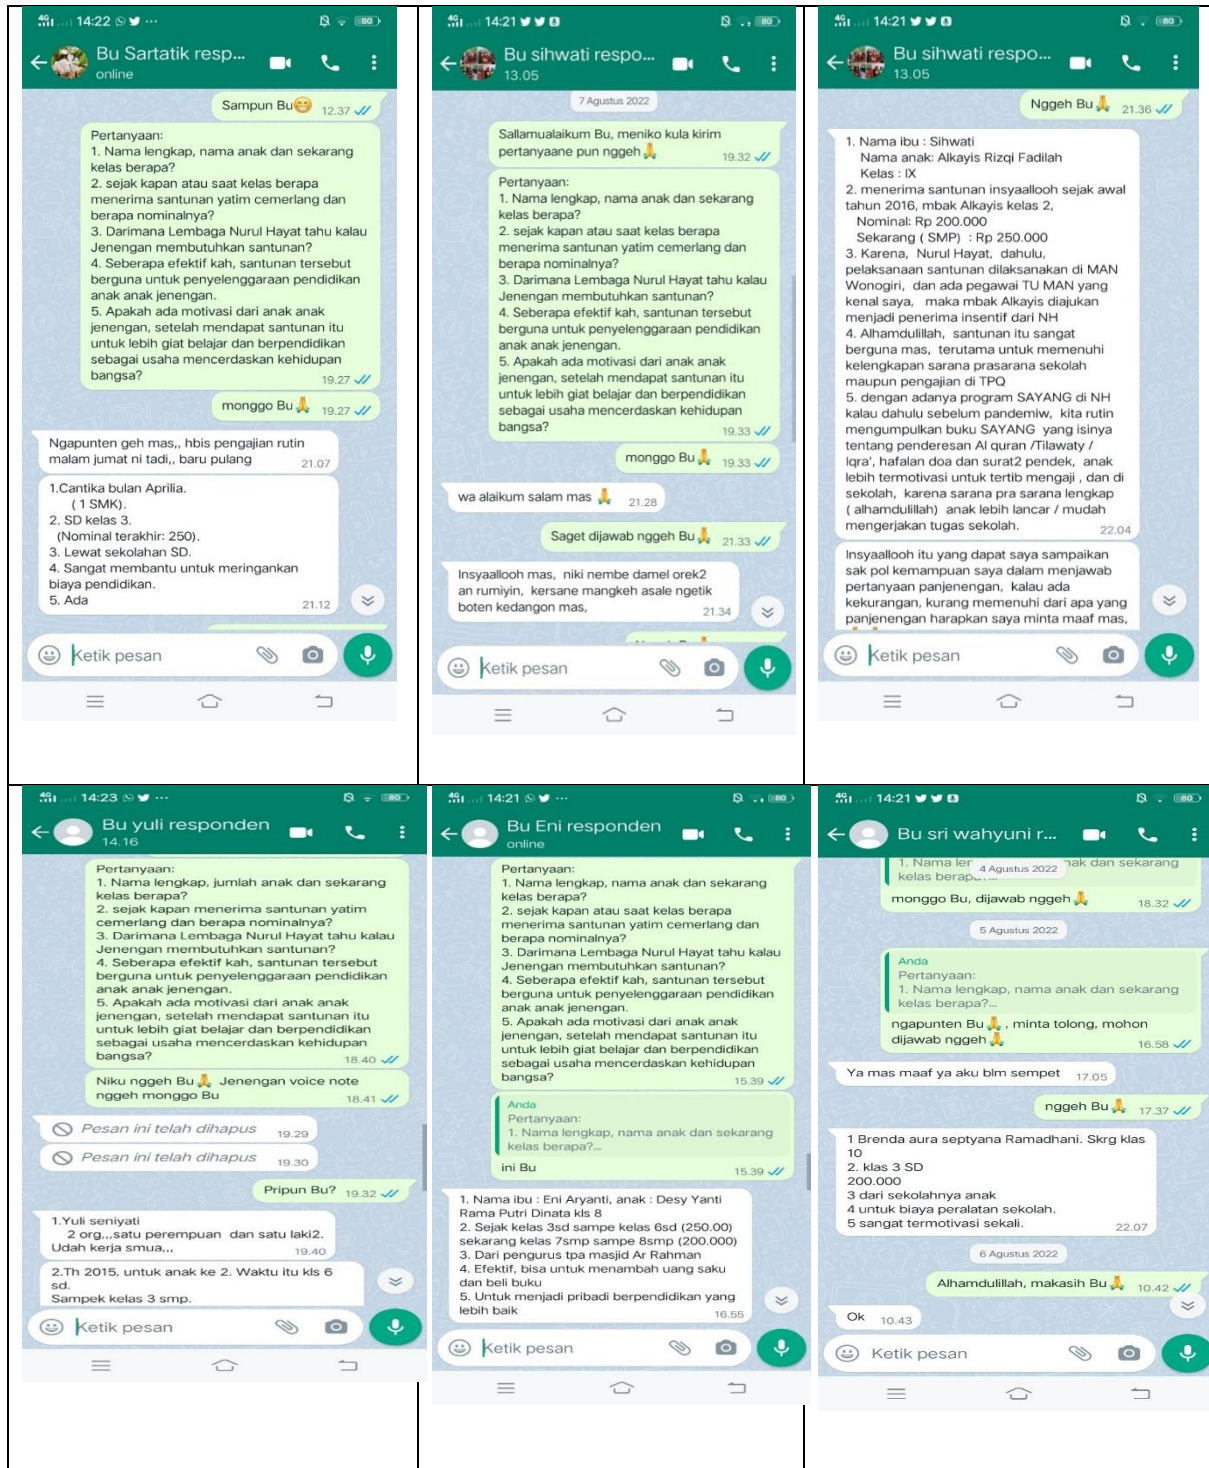 14:22
80
Bu Sartatik resp...
online
Sampun Bu
12.37
Pertanyaan:
1. Nama lengkap, nama anak dan sekarang
kelas berapa?
2. sejak kapan atau saat kelas berapa
menerima santunan yatim cemerlang dan
berapa nominalnya?
3. Darimana Lembaga Nurul Hayat tahu kalau
Jenengan membutuhkan santunan?
4. Seberapa efektif kah, santunan tersebut
berguna untuk penyelenggaraan pendidikan
anak anak jenengan.
5. Apakah ada motivasi dari anak anak
jenengan, setelah mendapat santunan itu
untuk lebih giat belajar dan berpendidikan
sebagai usaha mencerdaskan kehidupan
bangsa?
19.27
monggo Bu
19.27
Ngapunten geh mas,, hbis pengajian rutin
malam jumat ni tadi,, baru pulang
21.07
1.Cantika bulan Aprilia.
( 1 SMK).
2. SD kelas 3.
(Nominal terakhir: 250).
3. Lewat sekolahan SD.
4. Sangat membantu untuk meringankan
biaya pendidikan.
5. Ada
21.12
Ketik pesan
14:21
80
Bu sihwati respo...
13.05
7 Agustus 2022
Sallamualaikum Bu, meniko kula kirim
pertanyaane pun nggeh
19.32
Pertanyaan:
1. Nama lengkap, nama anak dan sekarang
kelas berapa?
2. sejak kapan atau saat kelas berapa
menerima santunan yatim cemerlang dan
berapa nominalnya?
3. Darimana Lembaga Nurul Hayat tahu kalau
Jenengan membutuhkan santunan?
4. Seberapa efektif kah, santunan tersebut
berguna untuk penyelenggaraan pendidikan
anak anak jenengan.
5. Apakah ada motivasi dari anak anak
jenengan, setelah mendapat santunan itu
untuk lebih giat belajar dan berpendidikan
sebagai usaha mencerdaskan kehidupan
bangsa?
19.33
monggo Bu
19.33
wa alaikum salam mas
21.28
Saget dijawab nggeh Bu
21.33
Insyaallooh mas, niki nembe damel orek2
an rumiyin, kersane mangkeh asale ngetik
boten kedangon mas,
21.34
Ketik pesan
14:21
80
Bu sihwati respo...
13.05
Nggeh Bu
21.36
1. Nama ibu : Sihwati
Nama anak: Alkayis Rizqi Fadilah
Kelas : IX
2. menerima santunan insyaallooh sejak awal
tahun 2016, mbak Alkayis kelas 2,
Nominal: Rp 200.000
Sekarang ( SMP) : Rp 250.000
3. Karena, Nurul Hayat, dahulu,
pelaksanaan santunan dilaksanakan di MAN
Wonogiri, dan ada pegawai TU MAN yang
kenal saya, maka mbak Alkayis diajukan
menjadi penerima insentif dari NH
4. Alhamdulillah, santunan itu sangat
berguna mas, terutama untuk memenuhi
kelengkapan sarana prasarana sekolah
maupun pengajian di TPQ
5. dengan adanya program SAYANG di NH
kalau dahulu sebelum pandemiw, kita rutin
mengumpulkan buku SAYANG yang isinya
tentang penderesan Al quran /Tilawaty /
Iqra', hafalan doa dan surat2 pendek, anak
lebih termotivasi untuk tertib mengaji , dan di
sekolah, karena sarana pra sarana lengkap
( alhamdulillah) anak lebih lancar / mudah
mengerjakan tugas sekolah.
22.04
Insyaallooh itu yang dapat saya sampaikan
sak pol kemampuan saya dalam menjawab
pertanyaan panjenengan, kalau ada
kekurangan, kurang memenuhi dari apa yang
panjenengan harapkan saya minta maaf mas,
Ketik pesan
14:23
80
Bu yuli responden
14.16
Pertanyaan:
1. Nama lengkap, jumlah anak dan sekarang
kelas berapa?
2. sejak kapan menerima santunan yatim
cemerlang dan berapa nominalnya?
3. Darimana Lembaga Nurul Hayat tahu kalau
Jenengan membutuhkan santunan?
4. Seberapa efektif kah, santunan tersebut
berguna untuk penyelenggaraan pendidikan
anak anak jenengan.
5. Apakah ada motivasi dari anak anak
jenengan, setelah mendapat santunan itu
untuk lebih giat belajar dan berpendidikan
sebagai usaha mencerdaskan kehidupan
bangsa?
18.40
Niku nggeh Bu Jenengan voice note
nggeh monggo Bu
18.41
Pesan ini telah dihapus
19.29
Pesan ini telah dihapus
19.30
Pripun Bu?
19.32
1.Yuli seniyati
2 org,,,satu perempuan dan satu laki2.
Udah kerja smua,,,
19.40
2.Th 2015, untuk anak ke 2. Waktu itu kls 6
sd.
Sampek kelas 3 smp.
Ketik pesan
14:21
80
Bu Eni responden
online
Pertanyaan:
1. Nama lengkap, nama anak dan sekarang
kelas berapa?
2. sejak kapan atau saat kelas berapa
menerima santunan yatim cemerlang dan
berapa nominalnya?
3. Darimana Lembaga Nurul Hayat tahu kalau
Jenengan membutuhkan santunan?
4. Seberapa efektif kah, santunan tersebut
berguna untuk penyelenggaraan pendidikan
anak anak jenengan.
5. Apakah ada motivasi dari anak anak
jenengan, setelah mendapat santunan itu
untuk lebih giat belajar dan berpendidikan
sebagai usaha mencerdaskan kehidupan
bangsa?
15.39
Anda
Pertanyaan:
1. Nama lengkap, nama anak dan sekarang
kelas berapa?...
ini Bu
15.39
1. Nama ibu : Eni Aryanti, anak : Desy Yanti
Rama Putri Dinata kls 8
2. Sejak kelas 3sd sampe kelas 6sd (250.00)
sekarang kelas 7smp sampe 8smp (200.000)
3. Dari pengurus tpa masjid Ar Rahman
4. Efektif, bisa untuk menambah uang saku
dan beli buku
5. Untuk menjadi pribadi berpendidikan yang
lebih baik
16.55
Ketik pesan
14:21
80
Bu sri wahyuni r...
4 Agustus 2022
1. Nama
nak dan sekarang
kelas
monggo Bu, dijawab nggeh
18.32
5 Agustus 2022
Anda
Pertanyaan:
1. Nama lengkap, nama anak dan sekarang
kelas berapa?...
ngapunten Bu , minta tolong, mohon
dijawab nggeh
16.58
Ya mas maaf ya aku blm sempet
17.05
nggeh Bu
17.37
1 Brenda aura septyana Ramadhani. Skrg klas
10
2. klas 3 SD
200.000
3 dari sekolahnya anak
4 untuk biaya peralatan sekolah.
5 sangat termotivasi sekali.
22.07
6 Agustus 2022
Alhamdulillah, makasih Bu
10.42
Ok
10.43
Ketik pesan